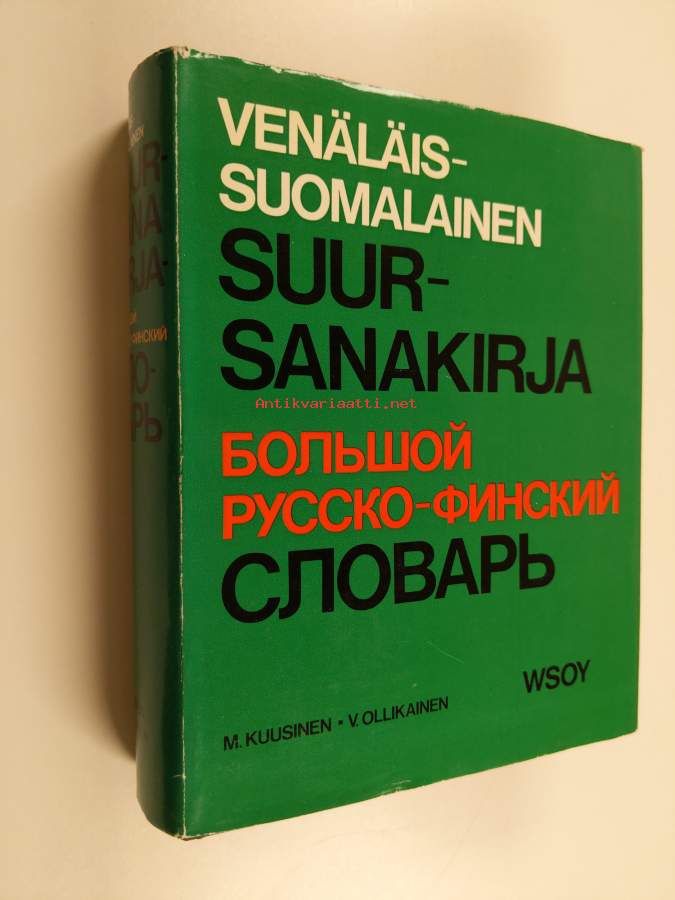 VENÄLÄIS-
SUOMALAINEN
SUUR-
SANAKIRJA
Antikvariaatti.net
БОЛЬШОЙ
РУССКО-ФИНСКИЙ
СЛОВАРЬ
WSOY
M. KUUSINEN • V. OLLIKAINEN